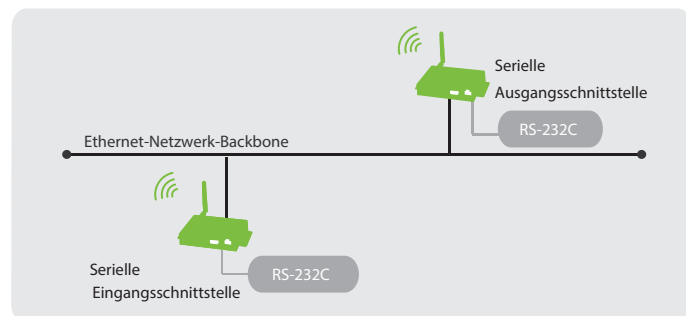 Serielle
Ausgangsschnittstelle
RS-232C
Ethernet-Netzwerk-Backbone
Serielle
Eingangsschnittstelle
RS-232C